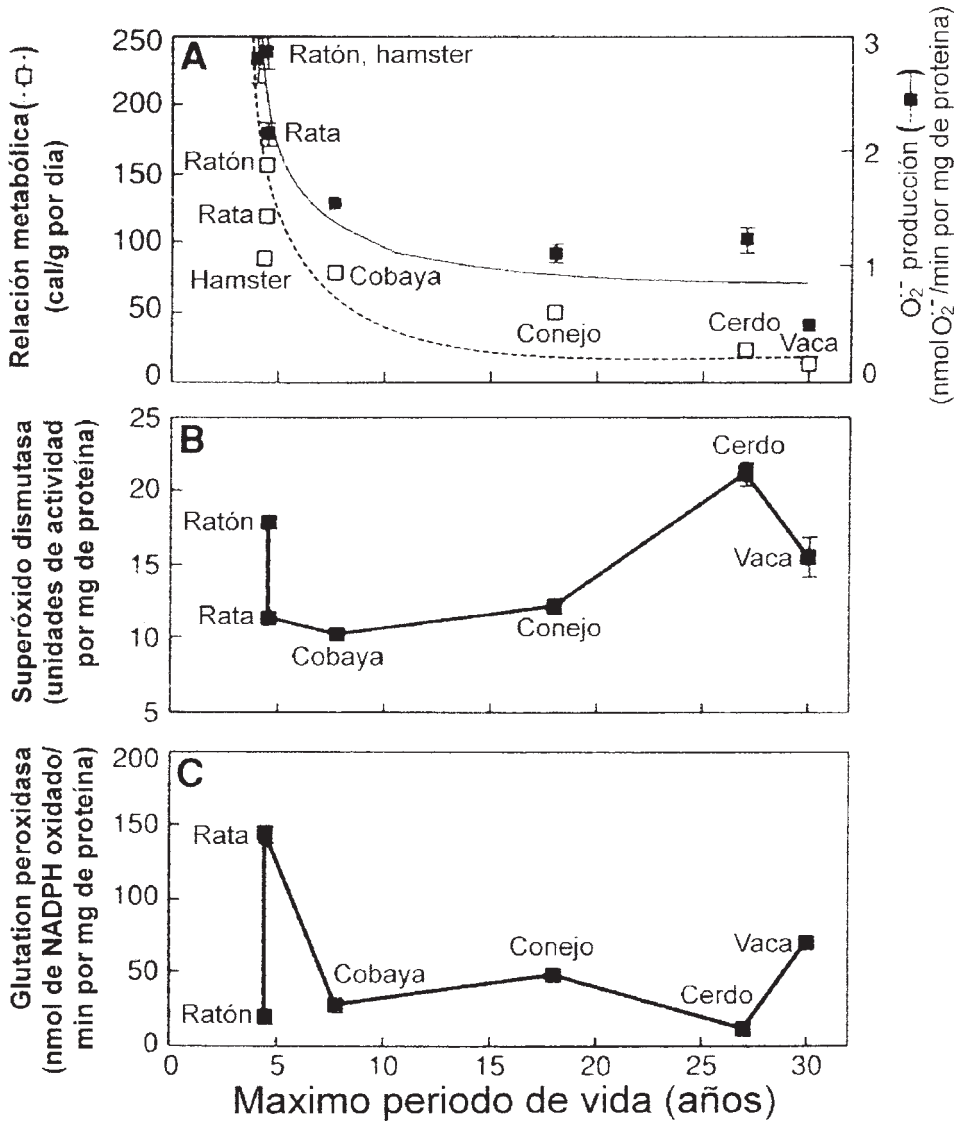 Relación metabólica (--□--)
(cal/g por día)
250
200
150
100
50
0
A
Ratón, hamster
Rata
Ratón
Rata
Hamster
Cobaya
Conejo
Cerdo
Vaca
3
2
1
0
O₂·⁻ producción (--■--)
(nmol O₂·⁻/min por mg de proteína)
Superóxido dismutasa
(unidades de actividad
por mg de proteína)
25
20
15
10
5
B
Ratón
Rata
Cobaya
Conejo
Cerdo
Vaca
Glutation peroxidasa
(nmol de NADPH oxidado/
min por mg de proteína)
200
150
100
50
0
C
Rata
Ratón
Cobaya
Conejo
Cerdo
Vaca
0 5 10 15 20 25 30
Maximo periodo de vida (años)